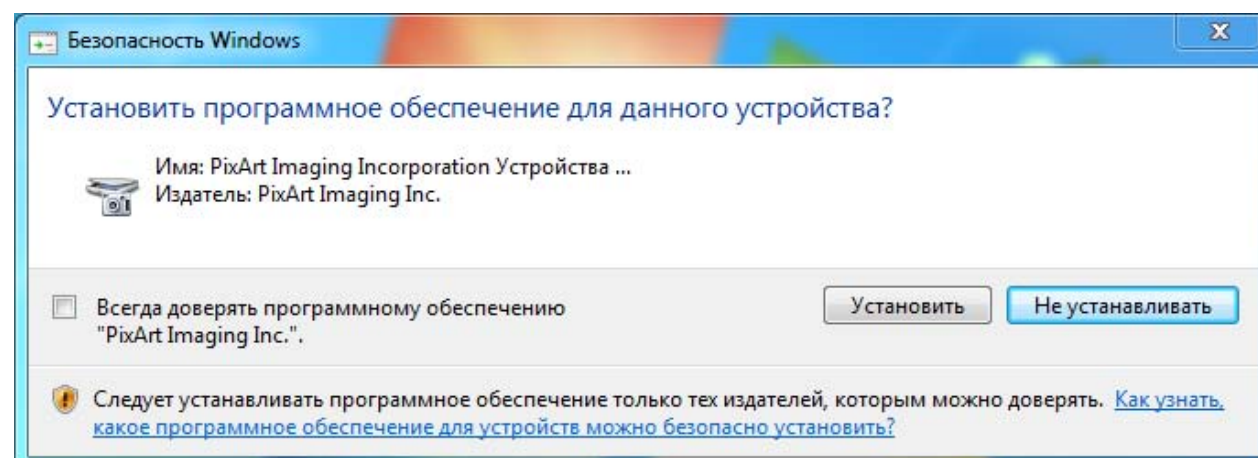 Безопасность Windows
Установить программное обеспечение для данного устройства?
Имя: PixArt Imaging Incorporation Устройства ...
Издатель: PixArt Imaging Inc.
Всегда доверять программному обеспечению
"PixArt Imaging Inc.".
Установить
Не устанавливать
Следует устанавливать программное обеспечение только тех издателей, которым можно доверять. Как узнать,
какое программное обеспечение для устройств можно безопасно установить?